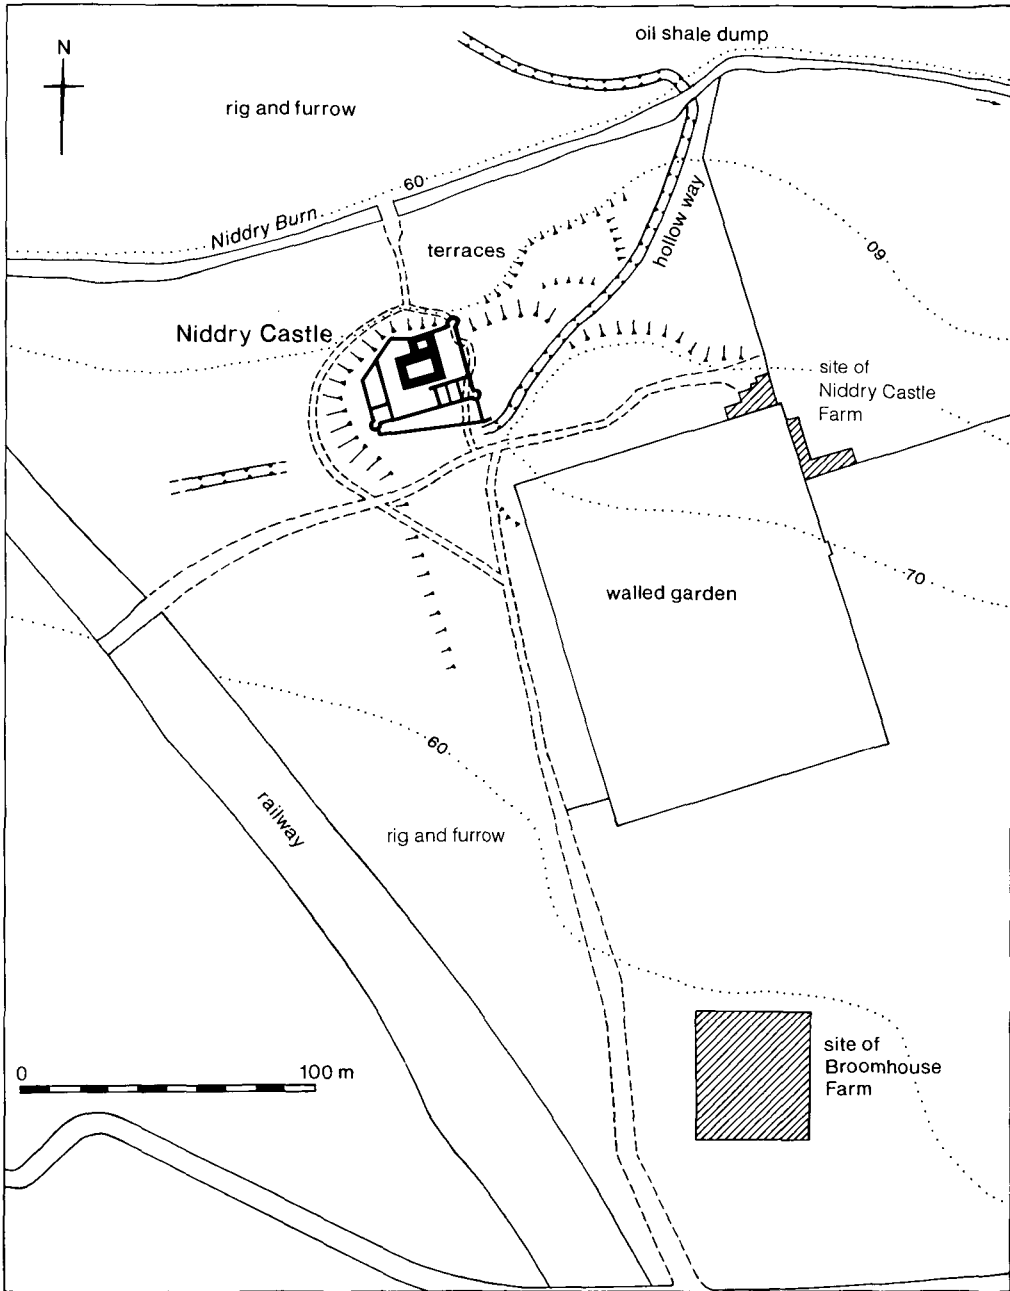 oil shale dump
N
rig and furrow
60
Niddry Burn
hollow way
terraces
60
Niddry Castle
site of
Niddry Castle
Farm
70
walled garden
60
railway
rig and furrow
site of
Broomhouse
Farm
0 100 m